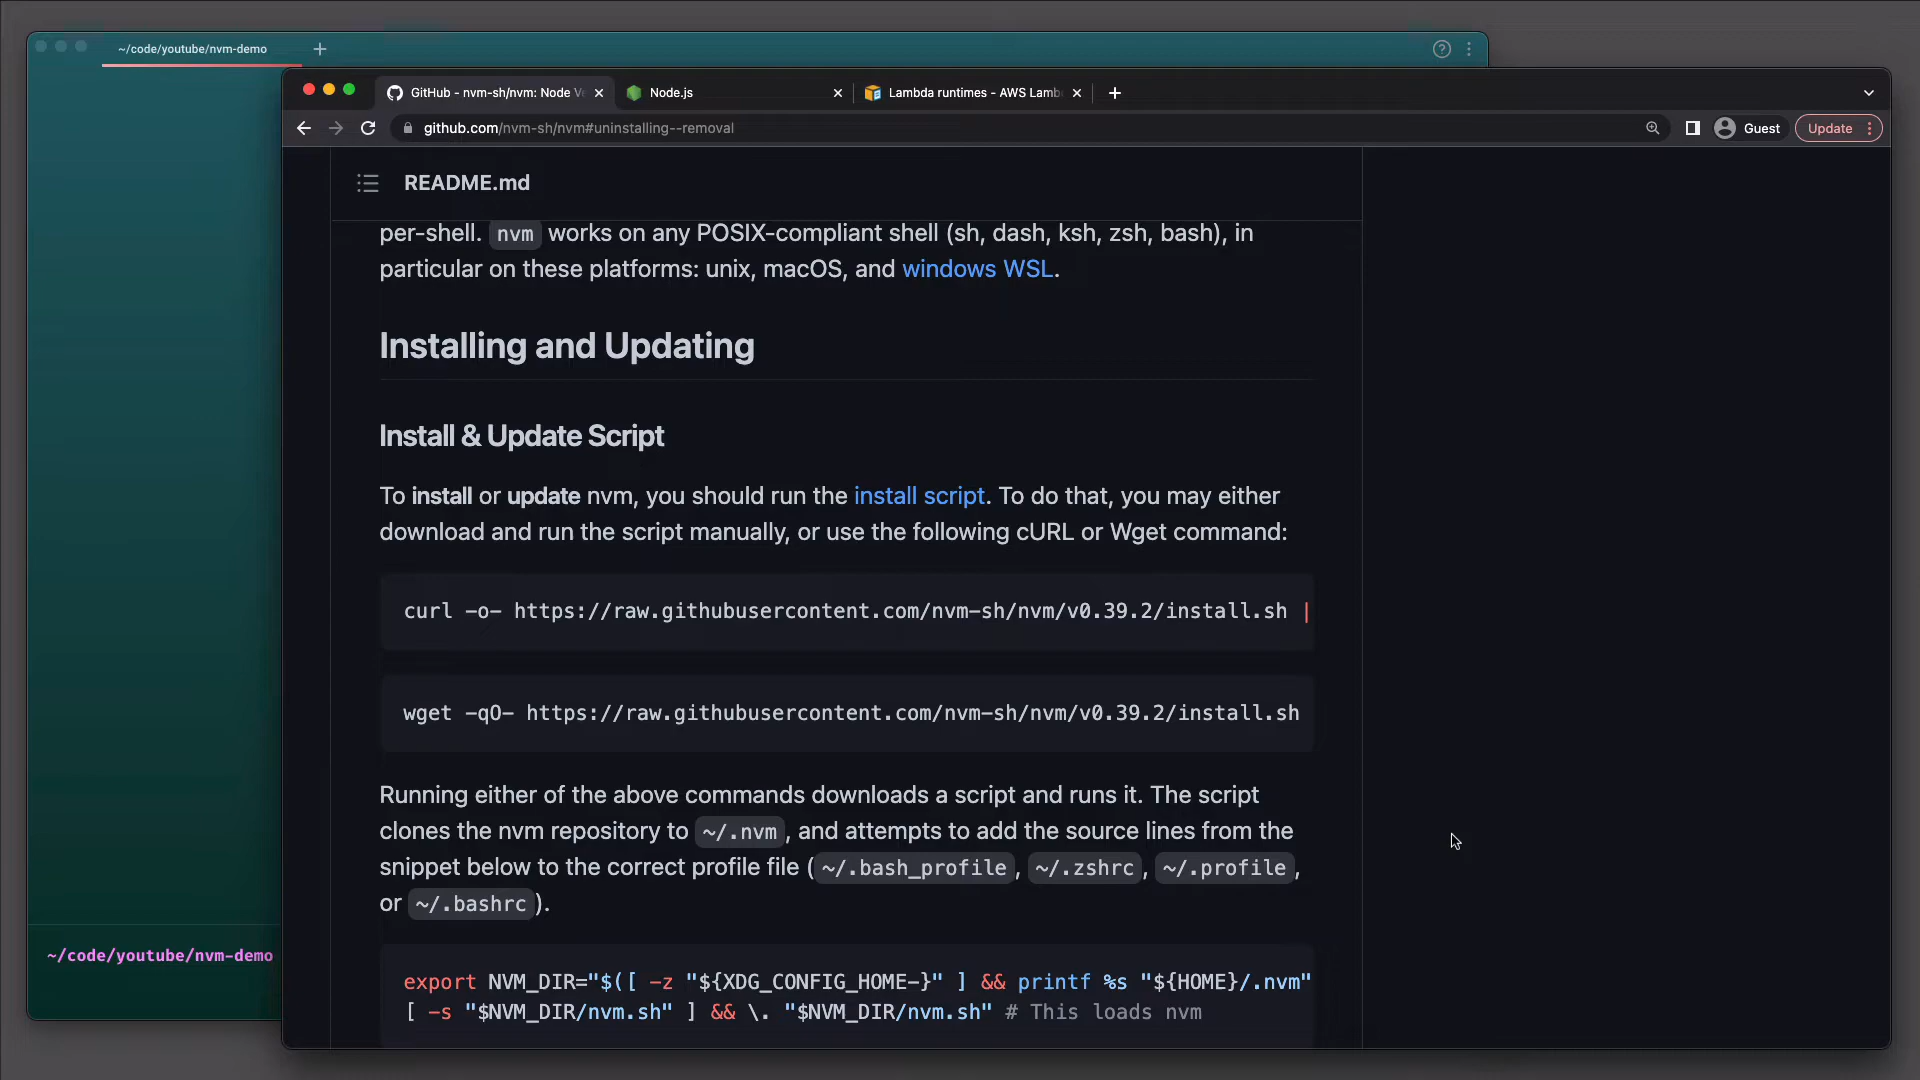 ~/code/youtube/nvm-demo
GitHub - nvm-sh/nvm: Node Ve
Node.js
Lambda runtimes - AWS Lamb
github.com/nvm-sh/nvm#uninstalling--removal
Guest
Update
README.md
per-shell. nvm works on any POSIX-compliant shell (sh, dash, ksh, zsh, bash), in
particular on these platforms: unix, macOS, and windows WSL.
Installing and Updating
Install & Update Script
To install or update nvm, you should run the install script. To do that, you may either
download and run the script manually, or use the following cURL or Wget command:
curl -o- https://raw.githubusercontent.com/nvm-sh/nvm/v0.39.2/install.sh |
wget -qO- https://raw.githubusercontent.com/nvm-sh/nvm/v0.39.2/install.sh
Running either of the above commands downloads a script and runs it. The script
clones the nvm repository to ~/.nvm, and attempts to add the source lines from the
snippet below to the correct profile file (~/.bash_profile, ~/.zshrc, ~/.profile,
or ~/.bashrc).
~/code/youtube/nvm-demo
export NVM_DIR="$([ -z "${XDG_CONFIG_HOME-}" ] && printf %s "${HOME}/.nvm"
[ -s "$NVM_DIR/nvm.sh" ] && \. "$NVM_DIR/nvm.sh" # This loads nvm